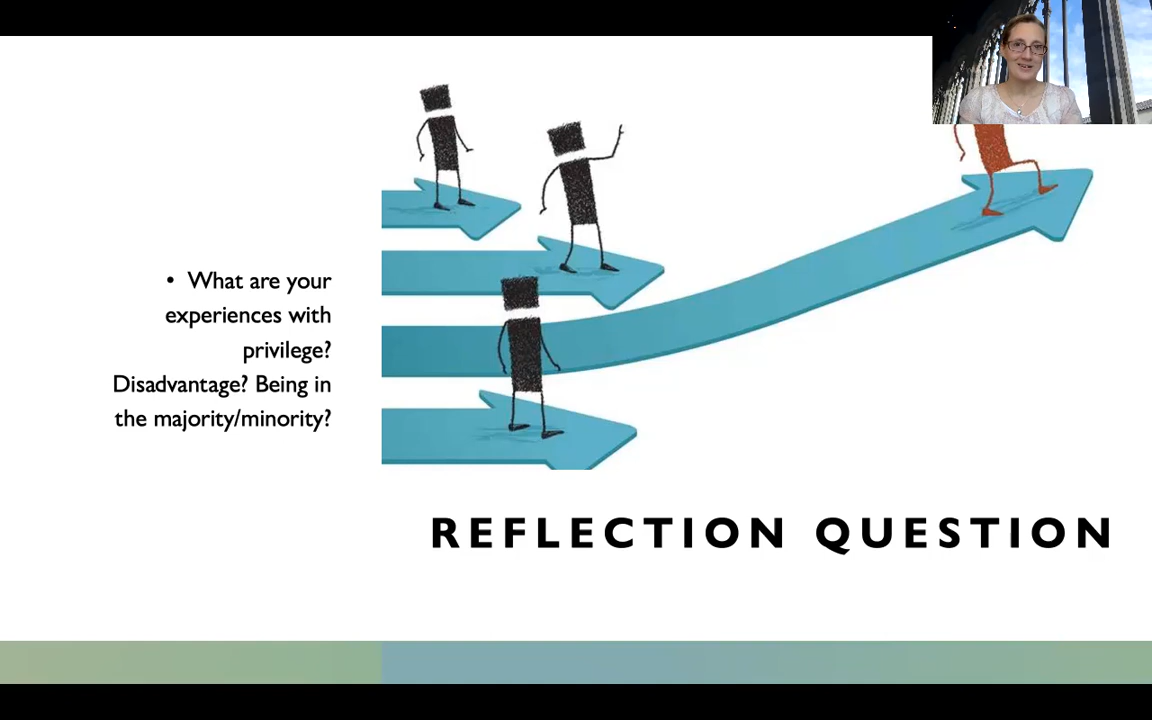 • What are your
experiences with
privilege?
Disadvantage? Being in
the majority/minority?
REFLECTION QUESTION